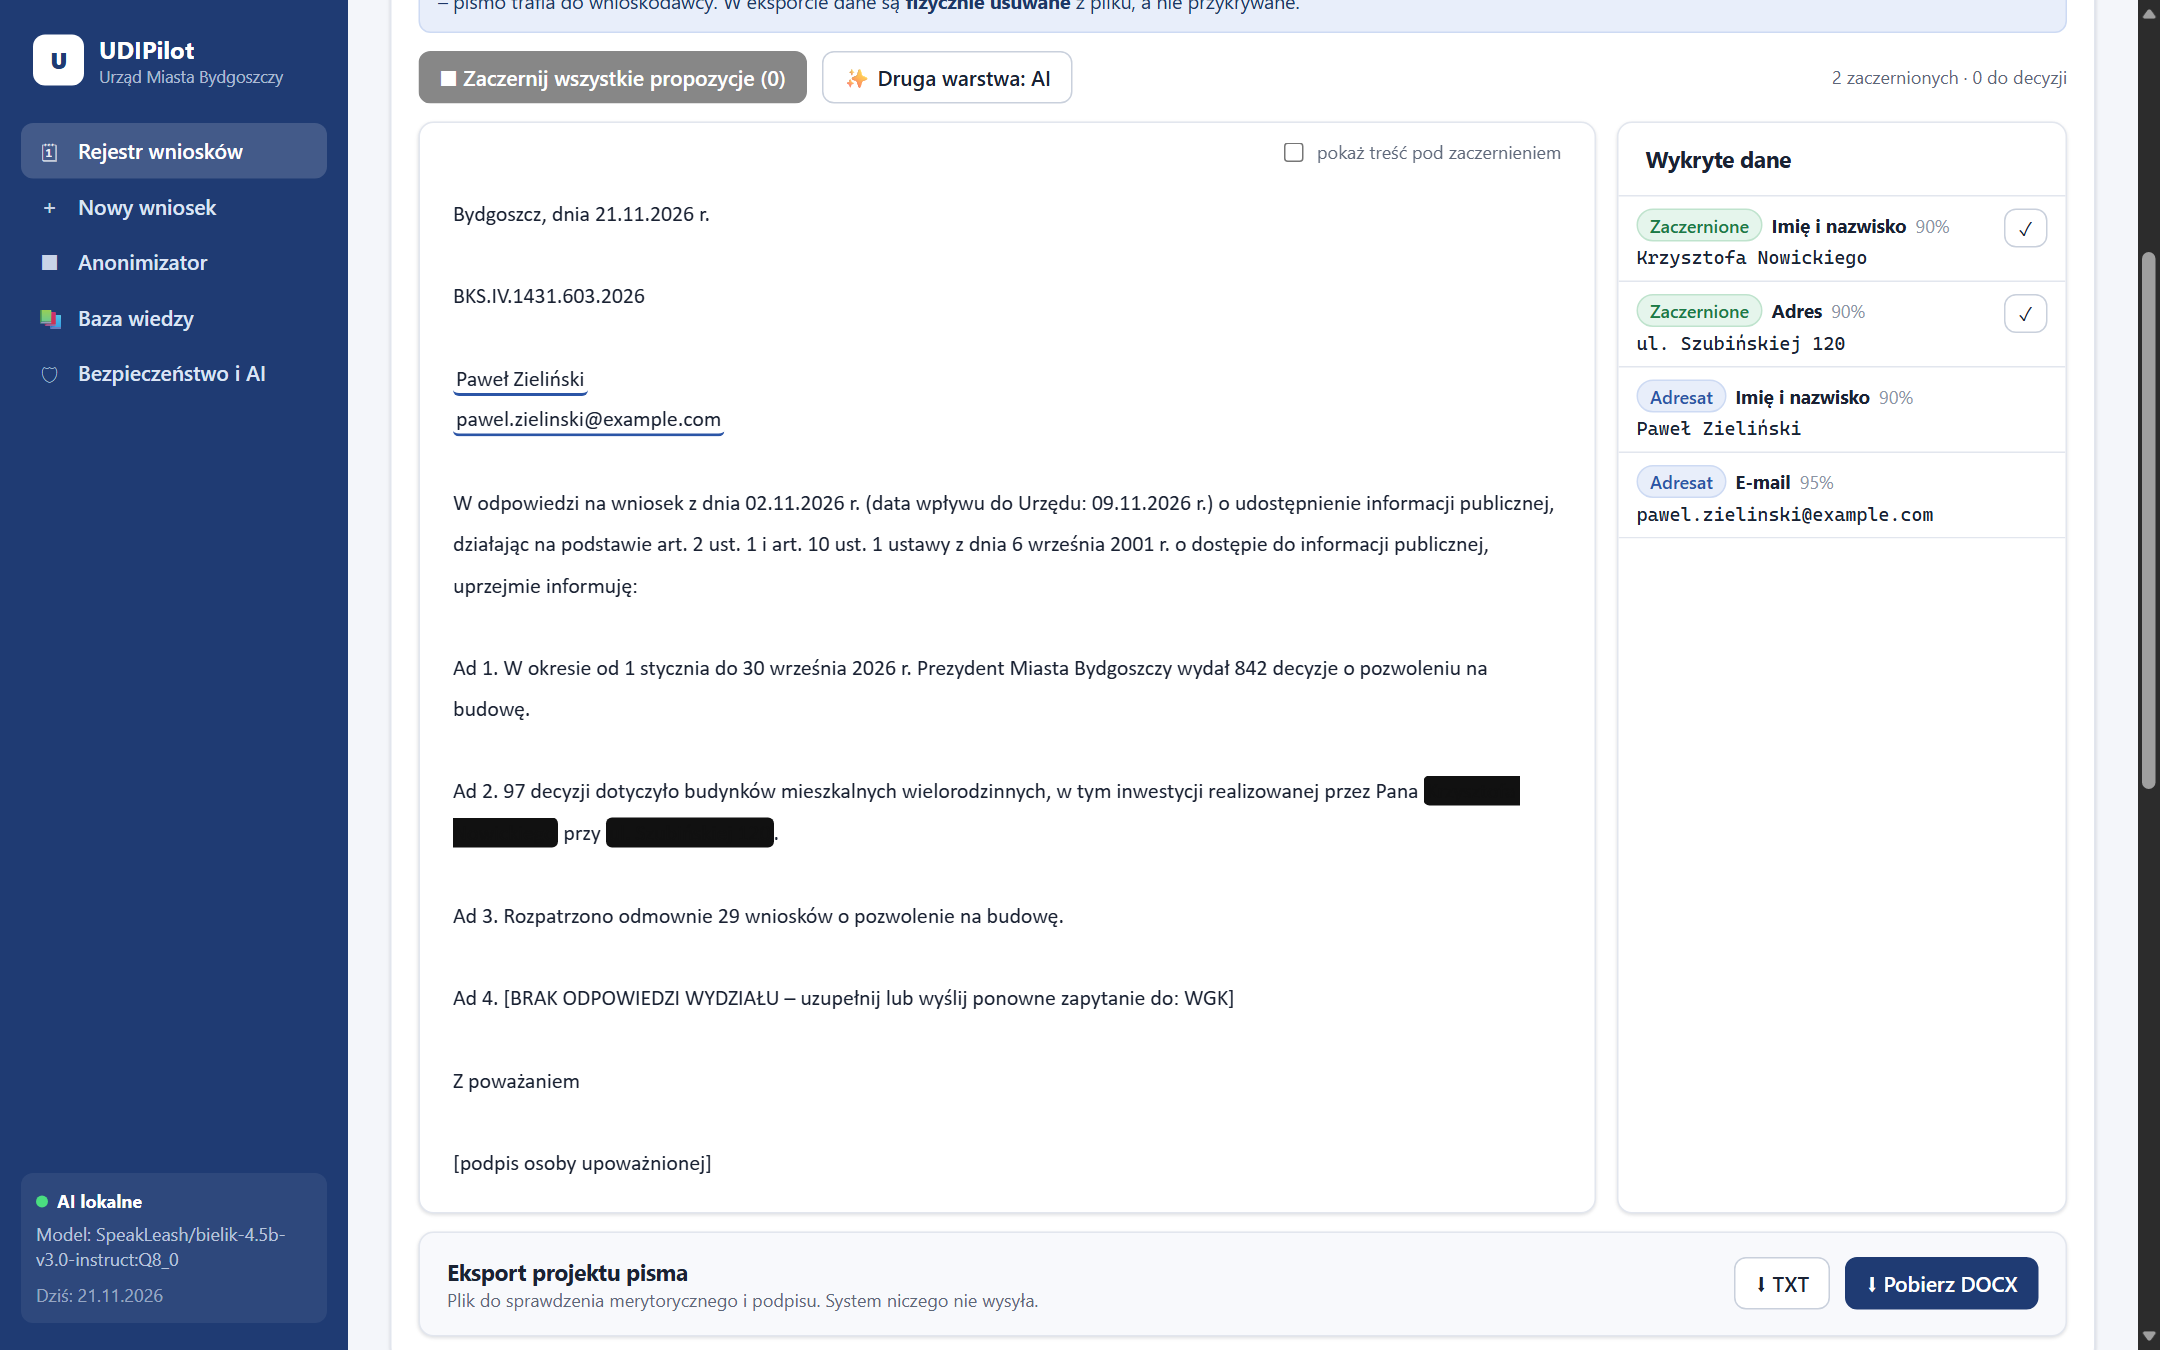 U
UDIPilot
Urząd Miasta Bydgoszczy
Rejestr wniosków
+ Nowy wniosek
Anonimizator
Baza wiedzy
Bezpieczeństwo i AI
AI lokalne
Model: SpeakLeash/bielik-4.5b-
v3.0-instruct:Q8_0
Dziś: 21.11.2026
– pismo trafia do wnioskodawcy. W eksporcie dane są fizycznie usuwane z pliku, a nie przykrywane.
Zaczernij wszystkie propozycje (0)
Druga warstwa: AI
2 zaczernionych · 0 do decyzji
pokaż treść pod zaczernieniem
Bydgoszcz, dnia 21.11.2026 r.
BKS.IV.1431.603.2026
Paweł Zieliński
pawel.zielinski@example.com
W odpowiedzi na wniosek z dnia 02.11.2026 r. (data wpływu do Urzędu: 09.11.2026 r.) o udostępnienie informacji publicznej,
działając na podstawie art. 2 ust. 1 i art. 10 ust. 1 ustawy z dnia 6 września 2001 r. o dostępie do informacji publicznej,
uprzejmie informuję:
Ad 1. W okresie od 1 stycznia do 30 września 2026 r. Prezydent Miasta Bydgoszczy wydał 842 decyzje o pozwoleniu na
budowę.
Ad 2. 97 decyzji dotyczyło budynków mieszkalnych wielorodzinnych, w tym inwestycji realizowanej przez Pana
przy .
Ad 3. Rozpatrzono odmownie 29 wniosków o pozwolenie na budowę.
Ad 4. [BRAK ODPOWIEDZI WYDZIAŁU – uzupełnij lub wyślij ponowne zapytanie do: WGK]
Z poważaniem
[podpis osoby upoważnionej]
Wykryte dane
Zaczernione Imię i nazwisko 90% ✓
Krzysztofa Nowickiego
Zaczernione Adres 90% ✓
ul. Szubińskiej 120
Adresat Imię i nazwisko 90%
Paweł Zieliński
Adresat E-mail 95%
pawel.zielinski@example.com
Eksport projektu pisma
Plik do sprawdzenia merytorycznego i podpisu. System niczego nie wysyła.
⬇ TXT
⬇ Pobierz DOCX